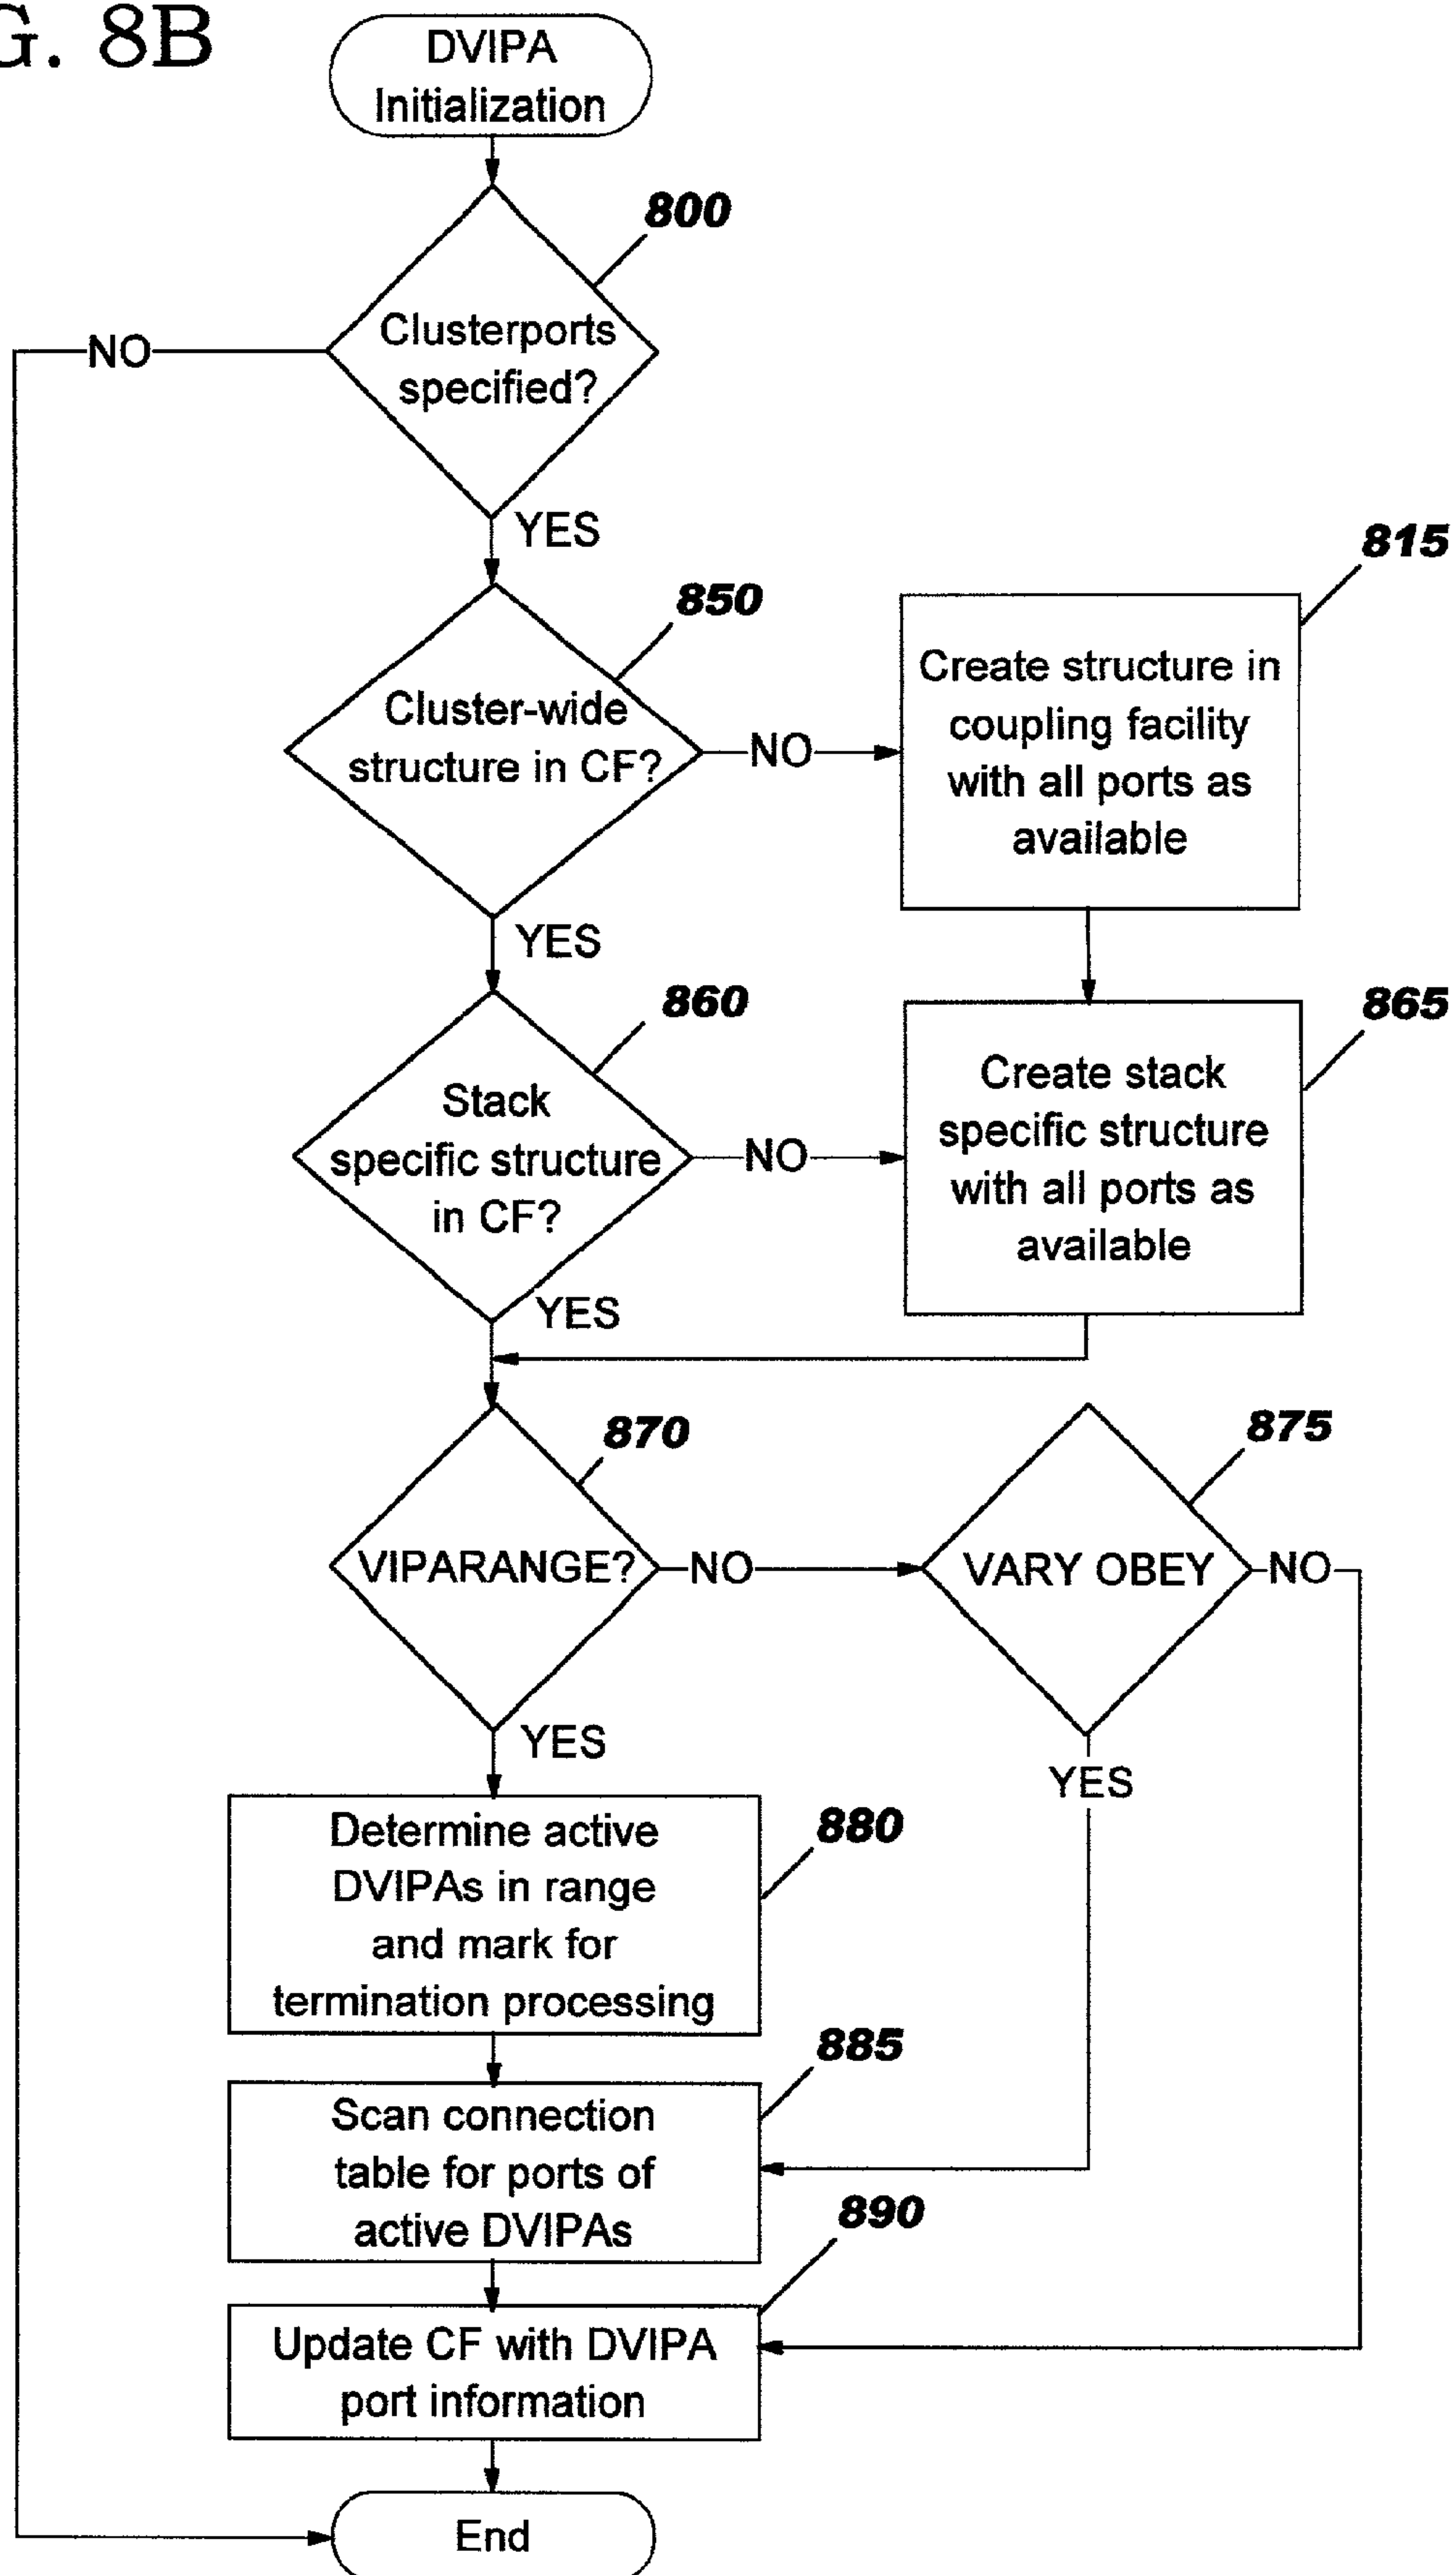 G. 8B
DVIPA
Initialization
800
Clusterports
specified?
NO
YES
815
850
Create structure in
coupling facility
with all ports as
available
Cluster-wide
structure in CF?
NO
YES
860
865
Create stack
specific structure
with all ports as
available
Stack
specific structure
in CF?
NO
YES
870
875
VIPARANGE?
NO
VARY OBEY
NO
YES
YES
Determine active
DVIPAs in range
and mark for
termination processing
880
885
Scan connection
table for ports of
active DVIPAs
890
Update CF with DVIPA
port information
End